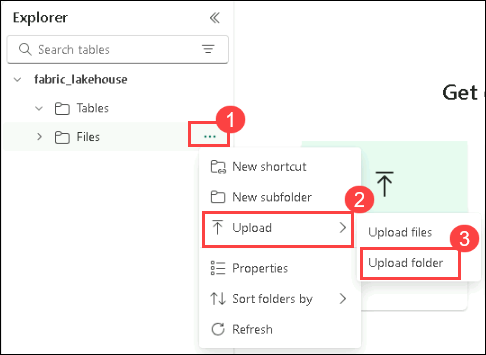 Explorer
Search tables
fabric_lakehouse
Tables
Files
1
New shortcut
New subfolder
2
Upload
Properties
Sort folders by
Refresh
Get
3
Upload files
Upload folder